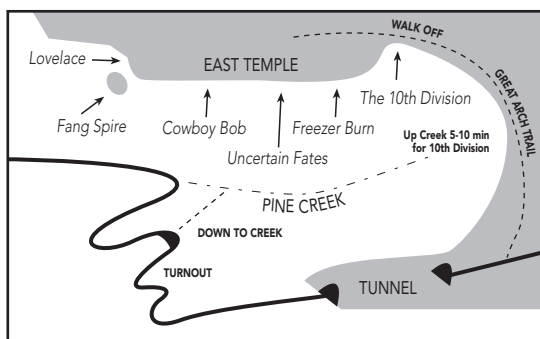 WALK OFF
Lovelace
EAST TEMPLE
GREAT ARCH TRAIL
The 10th Division
Fang Spire
Cowboy Bob
Freezer Burn
Uncertain Fates
Up Creek 5-10 min
for 10th Division
PINE CREEK
DOWN TO CREEK
TURNOUT
TUNNEL